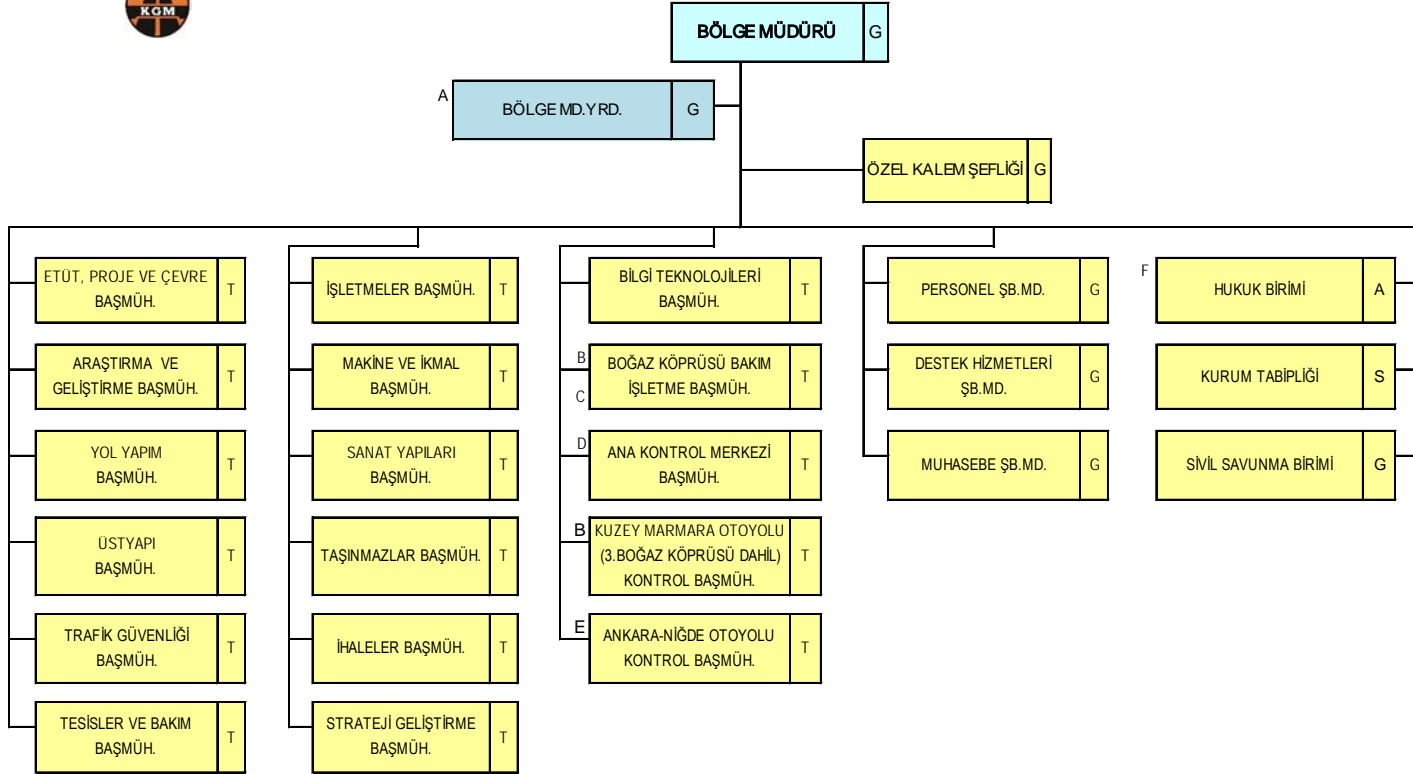 KGM
BÖLGE MÜDÜRÜ G
A
BÖLGE MD.YRD. G
ÖZEL KALEM ŞEFLİĞİ G
ETÜT, PROJE VE ÇEVRE
BAŞMÜH.
T
ARAŞTIRMA VE
GELİŞTİRME BAŞMÜH.
T
YOL YAPIM
BAŞMÜH.
T
ÜSTYAPI
BAŞMÜH.
T
TRAFİK GÜVENLİĞİ
BAŞMÜH.
T
TESİSLER VE BAKIM
BAŞMÜH.
T
İŞLETMELER BAŞMÜH. T
MAKİNE VE İKMAL
BAŞMÜH.
T
SANAT YAPILARI
BAŞMÜH.
T
TAŞINMAZLAR BAŞMÜH. T
İHALELER BAŞMÜH. T
STRATEJİ GELİŞTİRME
BAŞMÜH.
T
BİLGİ TEKNOLOJİLERİ
BAŞMÜH.
T
B
C
BOĞAZ KÖPRÜSÜ BAKIM
İŞLETME BAŞMÜH.
T
D
ANA KONTROL MERKEZİ
BAŞMÜH.
T
B
KUZEY MARMARA OTOYOLU
(3.BOĞAZ KÖPRÜSÜ DAHİL)
KONTROL BAŞMÜH.
T
E
ANKARA-NİĞDE OTOYOLU
KONTROL BAŞMÜH.
T
PERSONEL ŞB.MD. G
DESTEK HİZMETLERİ
ŞB.MD.
G
MUHASEBE ŞB.MD. G
F
HUKUK BİRİMİ A
KURUM TABİPLİĞİ S
SİVİL SAVUNMA BİRİMİ G